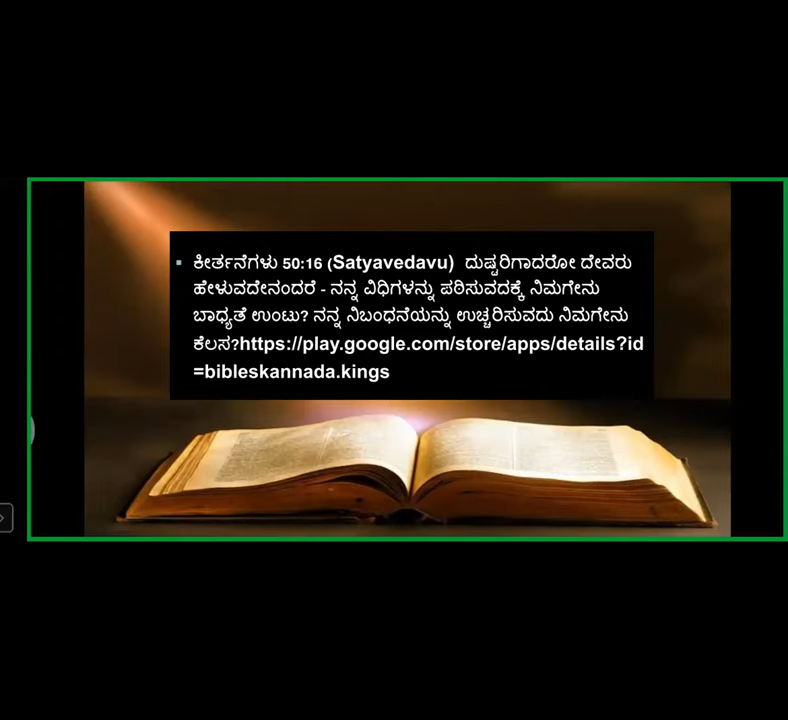 ▪ ಕೀರ್ತನೆಗಳು 50:16 (Satyavedavu) ದುಷ್ಟರಿಗಾದರೋ ದೇವರು
ಹೇಳುವದೇನಂದರೆ - ನನ್ನ ವಿಧಿಗಳನ್ನು ಪಠಿಸುವದಕ್ಕೆ ನಿಮಗೇನು
ಬಾಧ್ಯತೆ ಉಂಟು? ನನ್ನ ನಿಬಂಧನೆಯನ್ನು ಉಚ್ಚರಿಸುವದು ನಿಮಗೇನು
ಕೆಲಸ?https://play.google.com/store/apps/details?id
=bibleskannada.kings